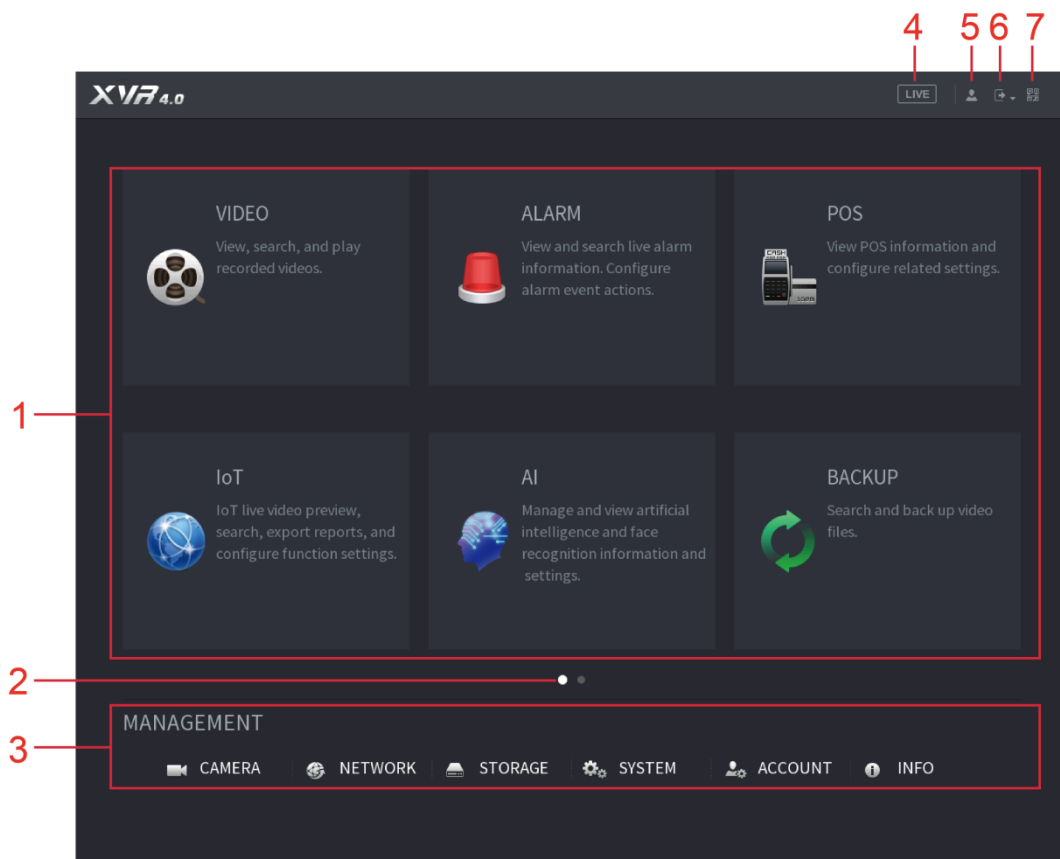 4 5 6 7
XVR 4.0
LIVE
VIDEO
View, search, and play
recorded videos.
ALARM
View and search live alarm
information. Configure
alarm event actions.
POS
View POS information and
configure related settings.
CASH
1
IoT
IoT live video preview,
search, export reports, and
configure function settings.
AI
Manage and view artificial
intelligence and face
recognition information and
settings.
BACKUP
Search and back up video
files.
2
MANAGEMENT
3
CAMERA NETWORK STORAGE SYSTEM ACCOUNT INFO